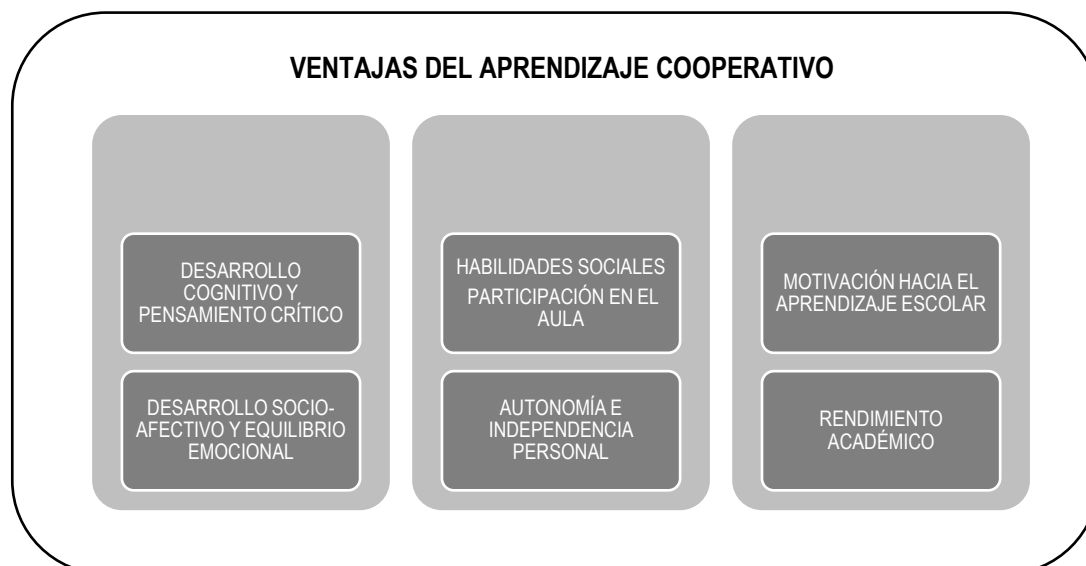 VENTAJAS DEL APRENDIZAJE COOPERATIVO
DESARROLLO
COGNITIVO Y
PENSAMIENTO CRÍTICO
DESARROLLO SOCIO-
AFECTIVO Y EQUILIBRIO
EMOCIONAL
HABILIDADES SOCIALES
PARTICIPACIÓN EN EL
AULA
AUTONOMÍA E
INDEPENDENCIA
PERSONAL
MOTIVACIÓN HACIA EL
APRENDIZAJE ESCOLAR
RENDIMIENTO
ACADÉMICO